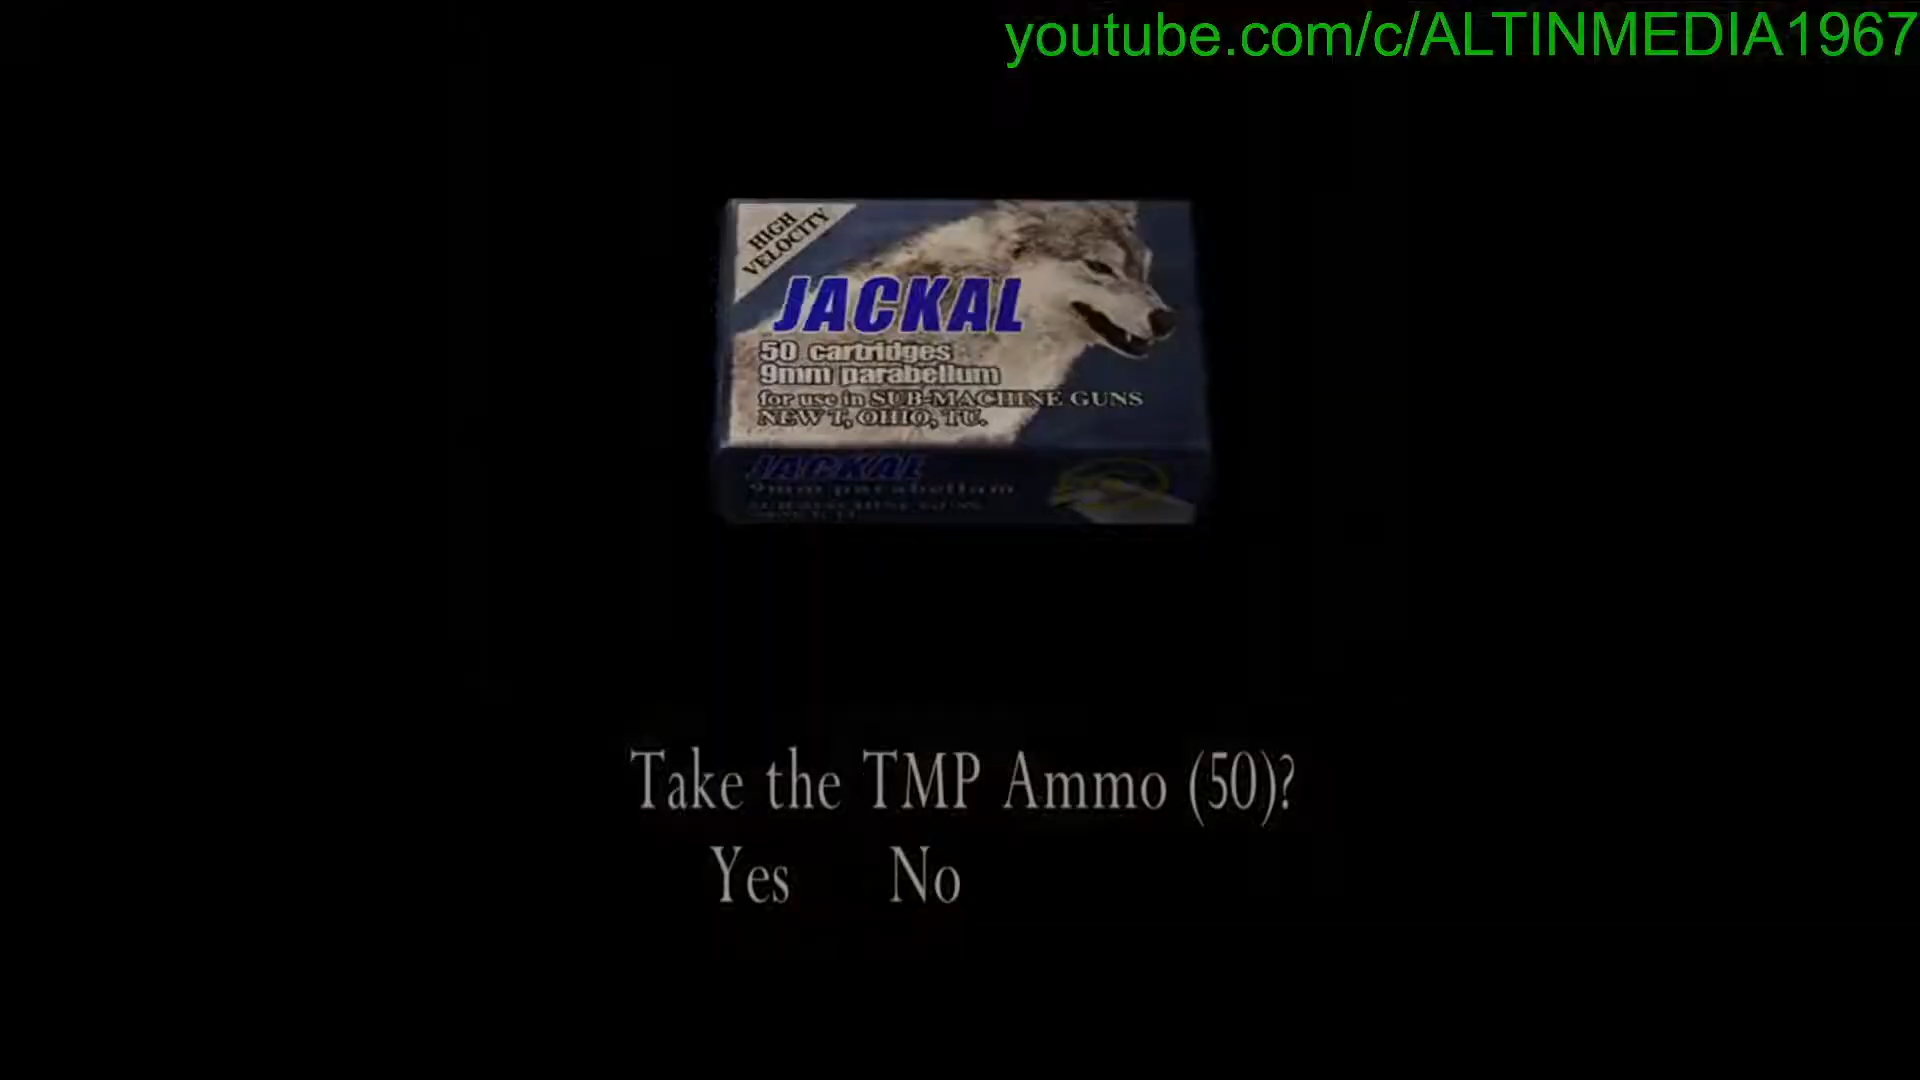 youtube.com/c/ALTINMEDIA1967
HIGH
VELOCITY
JACKAL
50 cartridges
9mm parabellum
for use in SUB-MACHINE GUNS
NEW T, OHIO, TU.
JACKAL
9mm parabellum
Take the TMP Ammo (50)?
Yes No